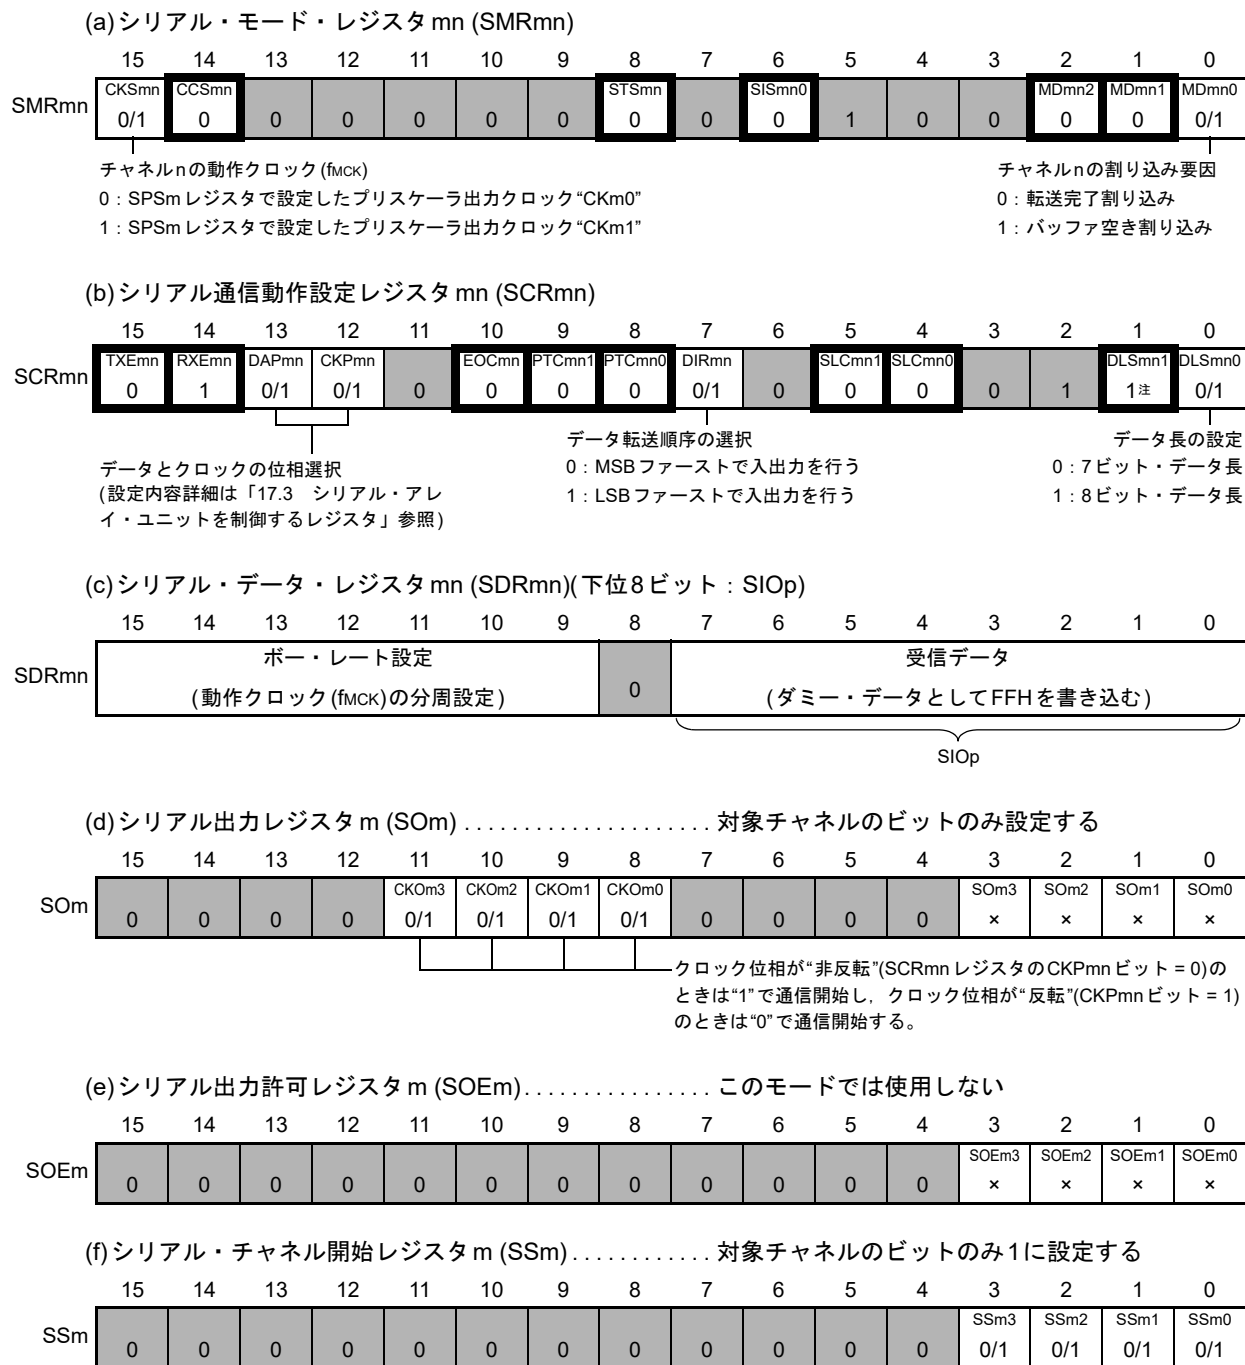 (a)シリアル・モード・レジスタmn (SMRmn)
15 14 13 12 11 10 9 8 7 6 5 4 3 2 1 0
CKSmn CCSmn STSmn SISmn0 MDmn2 MDmn1 MDmn0
SMRmn 0/1 0 0 0 0 0 0 0 0 0 1 0 0 0 0 0/1
チャネルnの動作クロック(fMCK)
0：SPSmレジスタで設定したプリスケーラ出力クロック“CKm0”
1：SPSmレジスタで設定したプリスケーラ出力クロック“CKm1”
チャネルnの割り込み要因
0：転送完了割り込み
1：バッファ空き割り込み
(b)シリアル通信動作設定レジスタmn (SCRmn)
15 14 13 12 11 10 9 8 7 6 5 4 3 2 1 0
TXEmn RXEmn DAPmn CKPmn EOCmn PTCmn1 PTCmn0 DIRmn SLCmn1 SLCmn0 DLSmn1 DLSmn0
SCRmn 0 1 0/1 0/1 0 0 0 0 0/1 0 0 0 0 1 1注 0/1
データとクロックの位相選択
(設定内容詳細は「17.3　シリアル・アレ
イ・ユニットを制御するレジスタ」参照)
データ転送順序の選択
0：MSBファーストで入出力を行う
1：LSBファーストで入出力を行う
データ長の設定
0：7ビット・データ長
1：8ビット・データ長
(c)シリアル・データ・レジスタmn (SDRmn)(下位8ビット：SIOp)
15 14 13 12 11 10 9 8 7 6 5 4 3 2 1 0
SDRmn
ボー・レート設定
(動作クロック(fMCK)の分周設定)
0
受信データ
(ダミー・データとしてFFHを書き込む)
SIOp
(d)シリアル出力レジスタm (SOm) . . . . . . . . . . . . . . . . . . . . . 対象チャネルのビットのみ設定する
15 14 13 12 11 10 9 8 7 6 5 4 3 2 1 0
CKOm3 CKOm2 CKOm1 CKOm0 SOm3 SOm2 SOm1 SOm0
SOm 0 0 0 0 0/1 0/1 0/1 0/1 0 0 0 0 × × × ×
クロック位相が“非反転”(SCRmnレジスタのCKPmnビット = 0)の
ときは“1”で通信開始し，クロック位相が“反転”(CKPmnビット = 1)
のときは“0”で通信開始する。
(e)シリアル出力許可レジスタm (SOEm) . . . . . . . . . . . . . . . . このモードでは使用しない
15 14 13 12 11 10 9 8 7 6 5 4 3 2 1 0
SOEm3 SOEm2 SOEm1 SOEm0
SOEm 0 0 0 0 0 0 0 0 0 0 0 0 × × × ×
(f)シリアル・チャネル開始レジスタm (SSm) . . . . . . . . . . . . 対象チャネルのビットのみ1に設定する
15 14 13 12 11 10 9 8 7 6 5 4 3 2 1 0
SSm3 SSm2 SSm1 SSm0
SSm 0 0 0 0 0 0 0 0 0 0 0 0 0/1 0/1 0/1 0/1